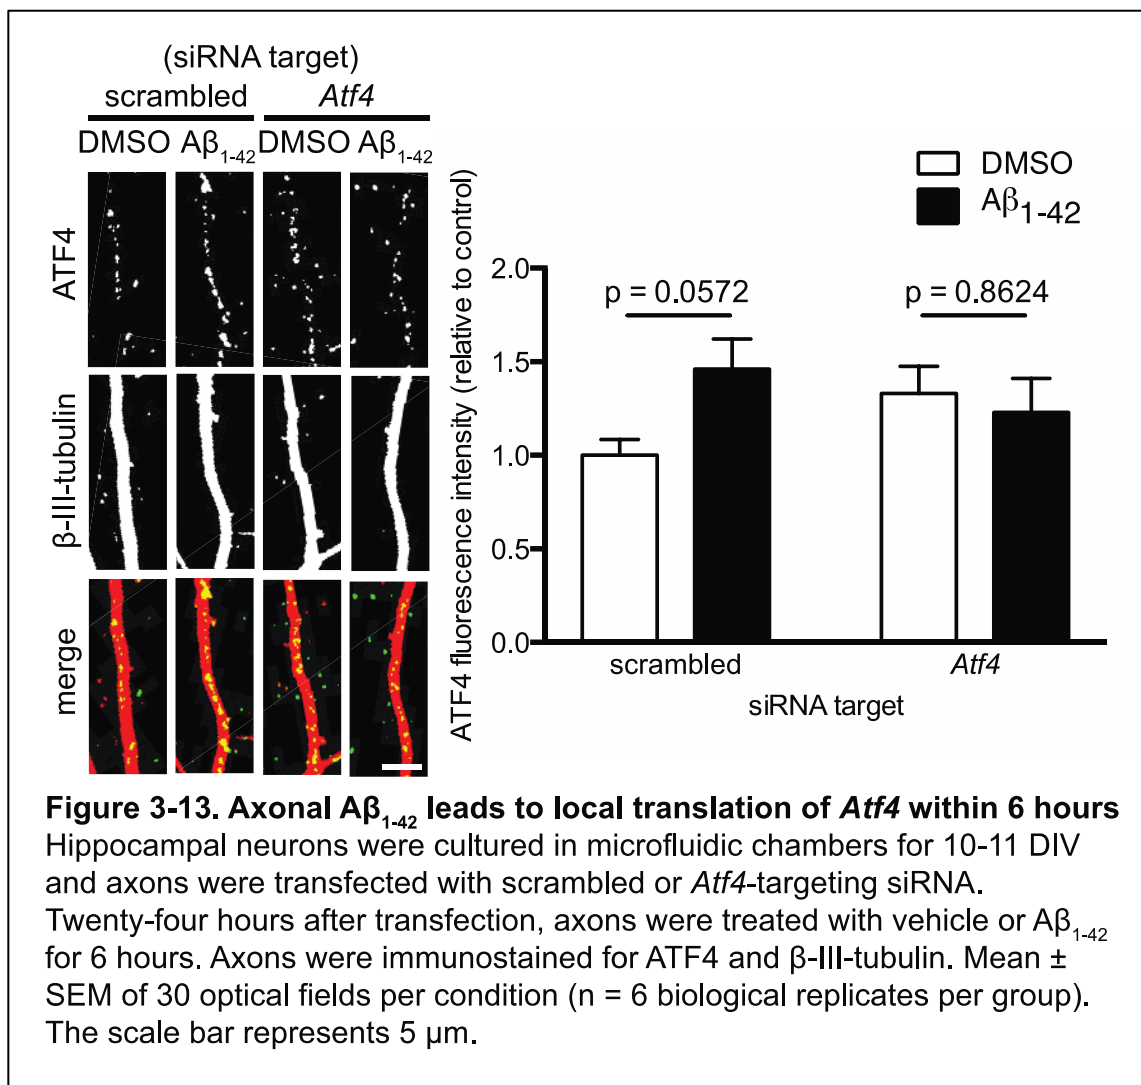 (siRNA target)
scrambled Atf4
DMSO Aβ1-42 DMSO Aβ1-42
ATF4
β-III-tubulin
merge
ATF4 fluorescence intensity (relative to control)
DMSO
Aβ1-42
2.0
1.5
1.0
0.5
0.0
p = 0.0572
p = 0.8624
scrambled
Atf4
siRNA target
Figure 3-13. Axonal Aβ1-42 leads to local translation of Atf4 within 6 hours
Hippocampal neurons were cultured in microfluidic chambers for 10-11 DIV
and axons were transfected with scrambled or Atf4-targeting siRNA.
Twenty-four hours after transfection, axons were treated with vehicle or Aβ1-42
for 6 hours. Axons were immunostained for ATF4 and β-III-tubulin. Mean ±
SEM of 30 optical fields per condition (n = 6 biological replicates per group).
The scale bar represents 5 μm.